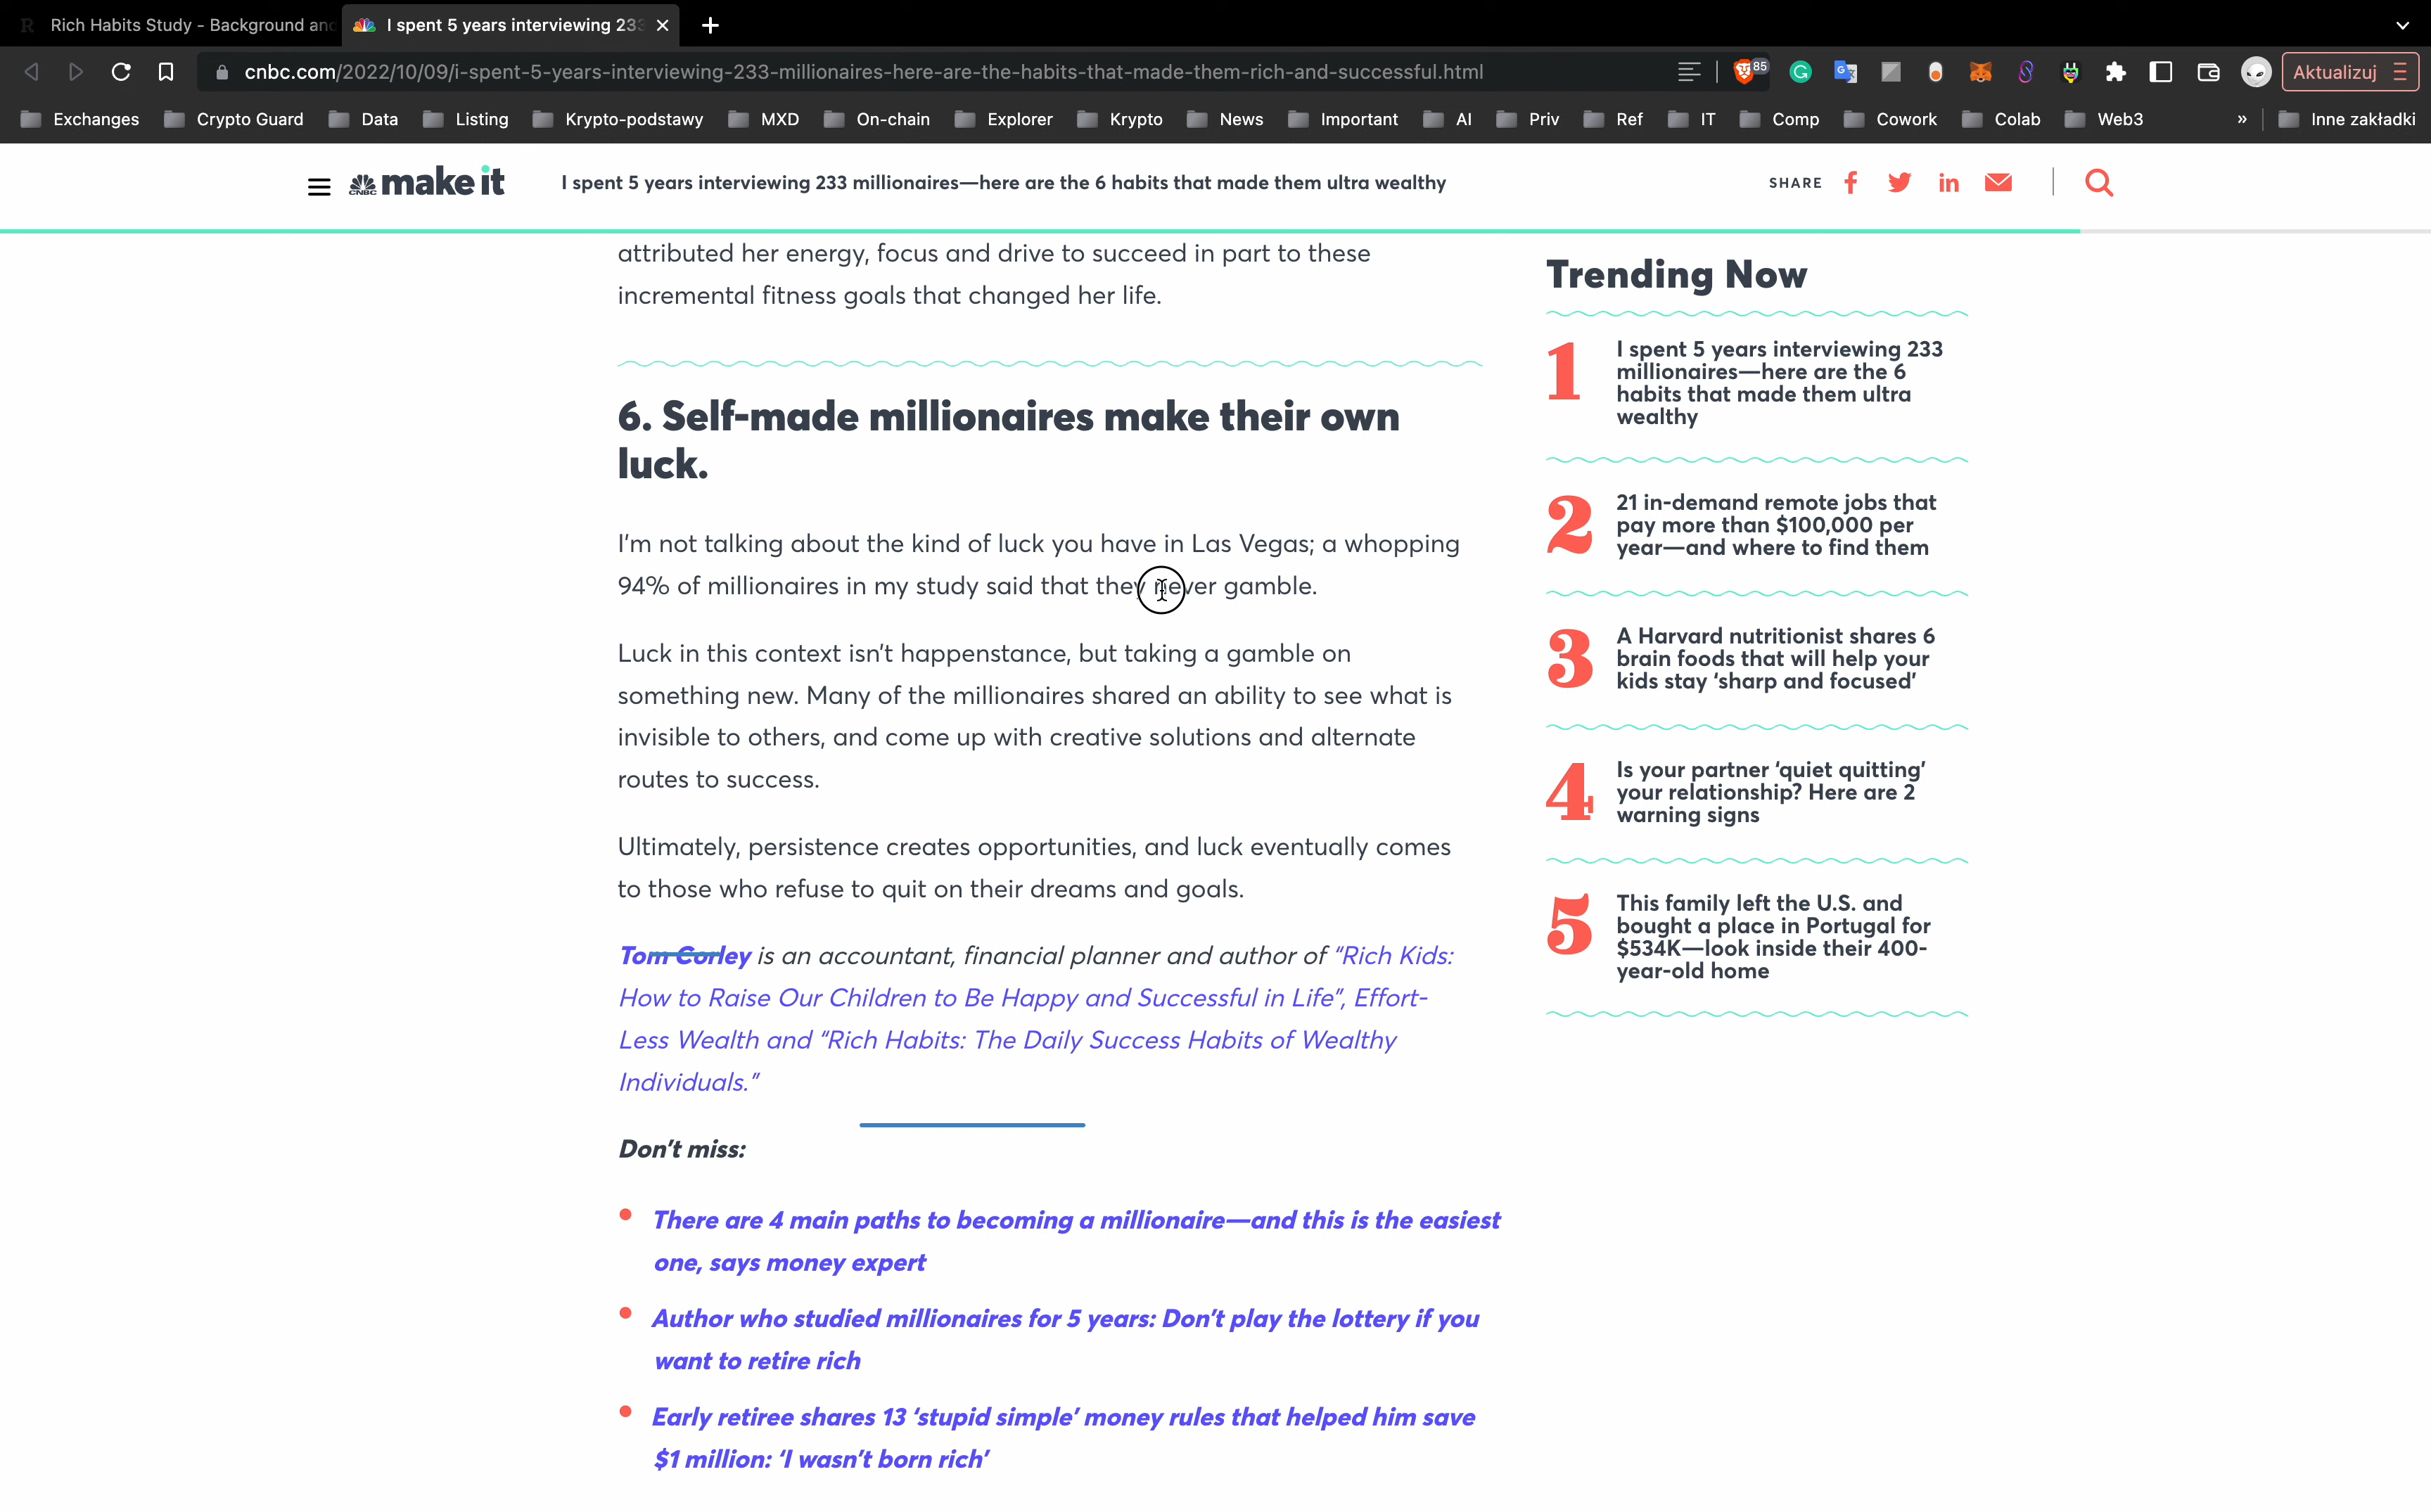 Rich Habits Study - Background and
I spent 5 years interviewing 233
cnbc.com/2022/10/09/i-spent-5-years-interviewing-233-millionaires-here-are-the-habits-that-made-them-rich-and-successful.html
85
Aktualizuj
Exchanges Crypto Guard Data Listing Krypto-podstawy MXD On-chain Explorer Krypto News Important AI Priv Ref IT Comp Cowork Colab Web3 » Inne zakładki
CNBC make it
I spent 5 years interviewing 233 millionaires—here are the 6 habits that made them ultra wealthy
SHARE
attributed her energy, focus and drive to succeed in part to these
incremental fitness goals that changed her life.
6. Self-made millionaires make their own
luck.
I'm not talking about the kind of luck you have in Las Vegas; a whopping
94% of millionaires in my study said that they never gamble.
Luck in this context isn't happenstance, but taking a gamble on
something new. Many of the millionaires shared an ability to see what is
invisible to others, and come up with creative solutions and alternate
routes to success.
Ultimately, persistence creates opportunities, and luck eventually comes
to those who refuse to quit on their dreams and goals.
Tom Corley is an accountant, financial planner and author of “Rich Kids:
How to Raise Our Children to Be Happy and Successful in Life”, Effort-
Less Wealth and “Rich Habits: The Daily Success Habits of Wealthy
Individuals.”
Don't miss:
There are 4 main paths to becoming a millionaire—and this is the easiest
one, says money expert
Author who studied millionaires for 5 years: Don't play the lottery if you
want to retire rich
Early retiree shares 13 ‘stupid simple’ money rules that helped him save
$1 million: ‘I wasn't born rich’
Trending Now
1
I spent 5 years interviewing 233
millionaires—here are the 6
habits that made them ultra
wealthy
2
21 in-demand remote jobs that
pay more than $100,000 per
year—and where to find them
3
A Harvard nutritionist shares 6
brain foods that will help your
kids stay ‘sharp and focused’
4
Is your partner ‘quiet quitting’
your relationship? Here are 2
warning signs
5
This family left the U.S. and
bought a place in Portugal for
$534K—look inside their 400-
year-old home